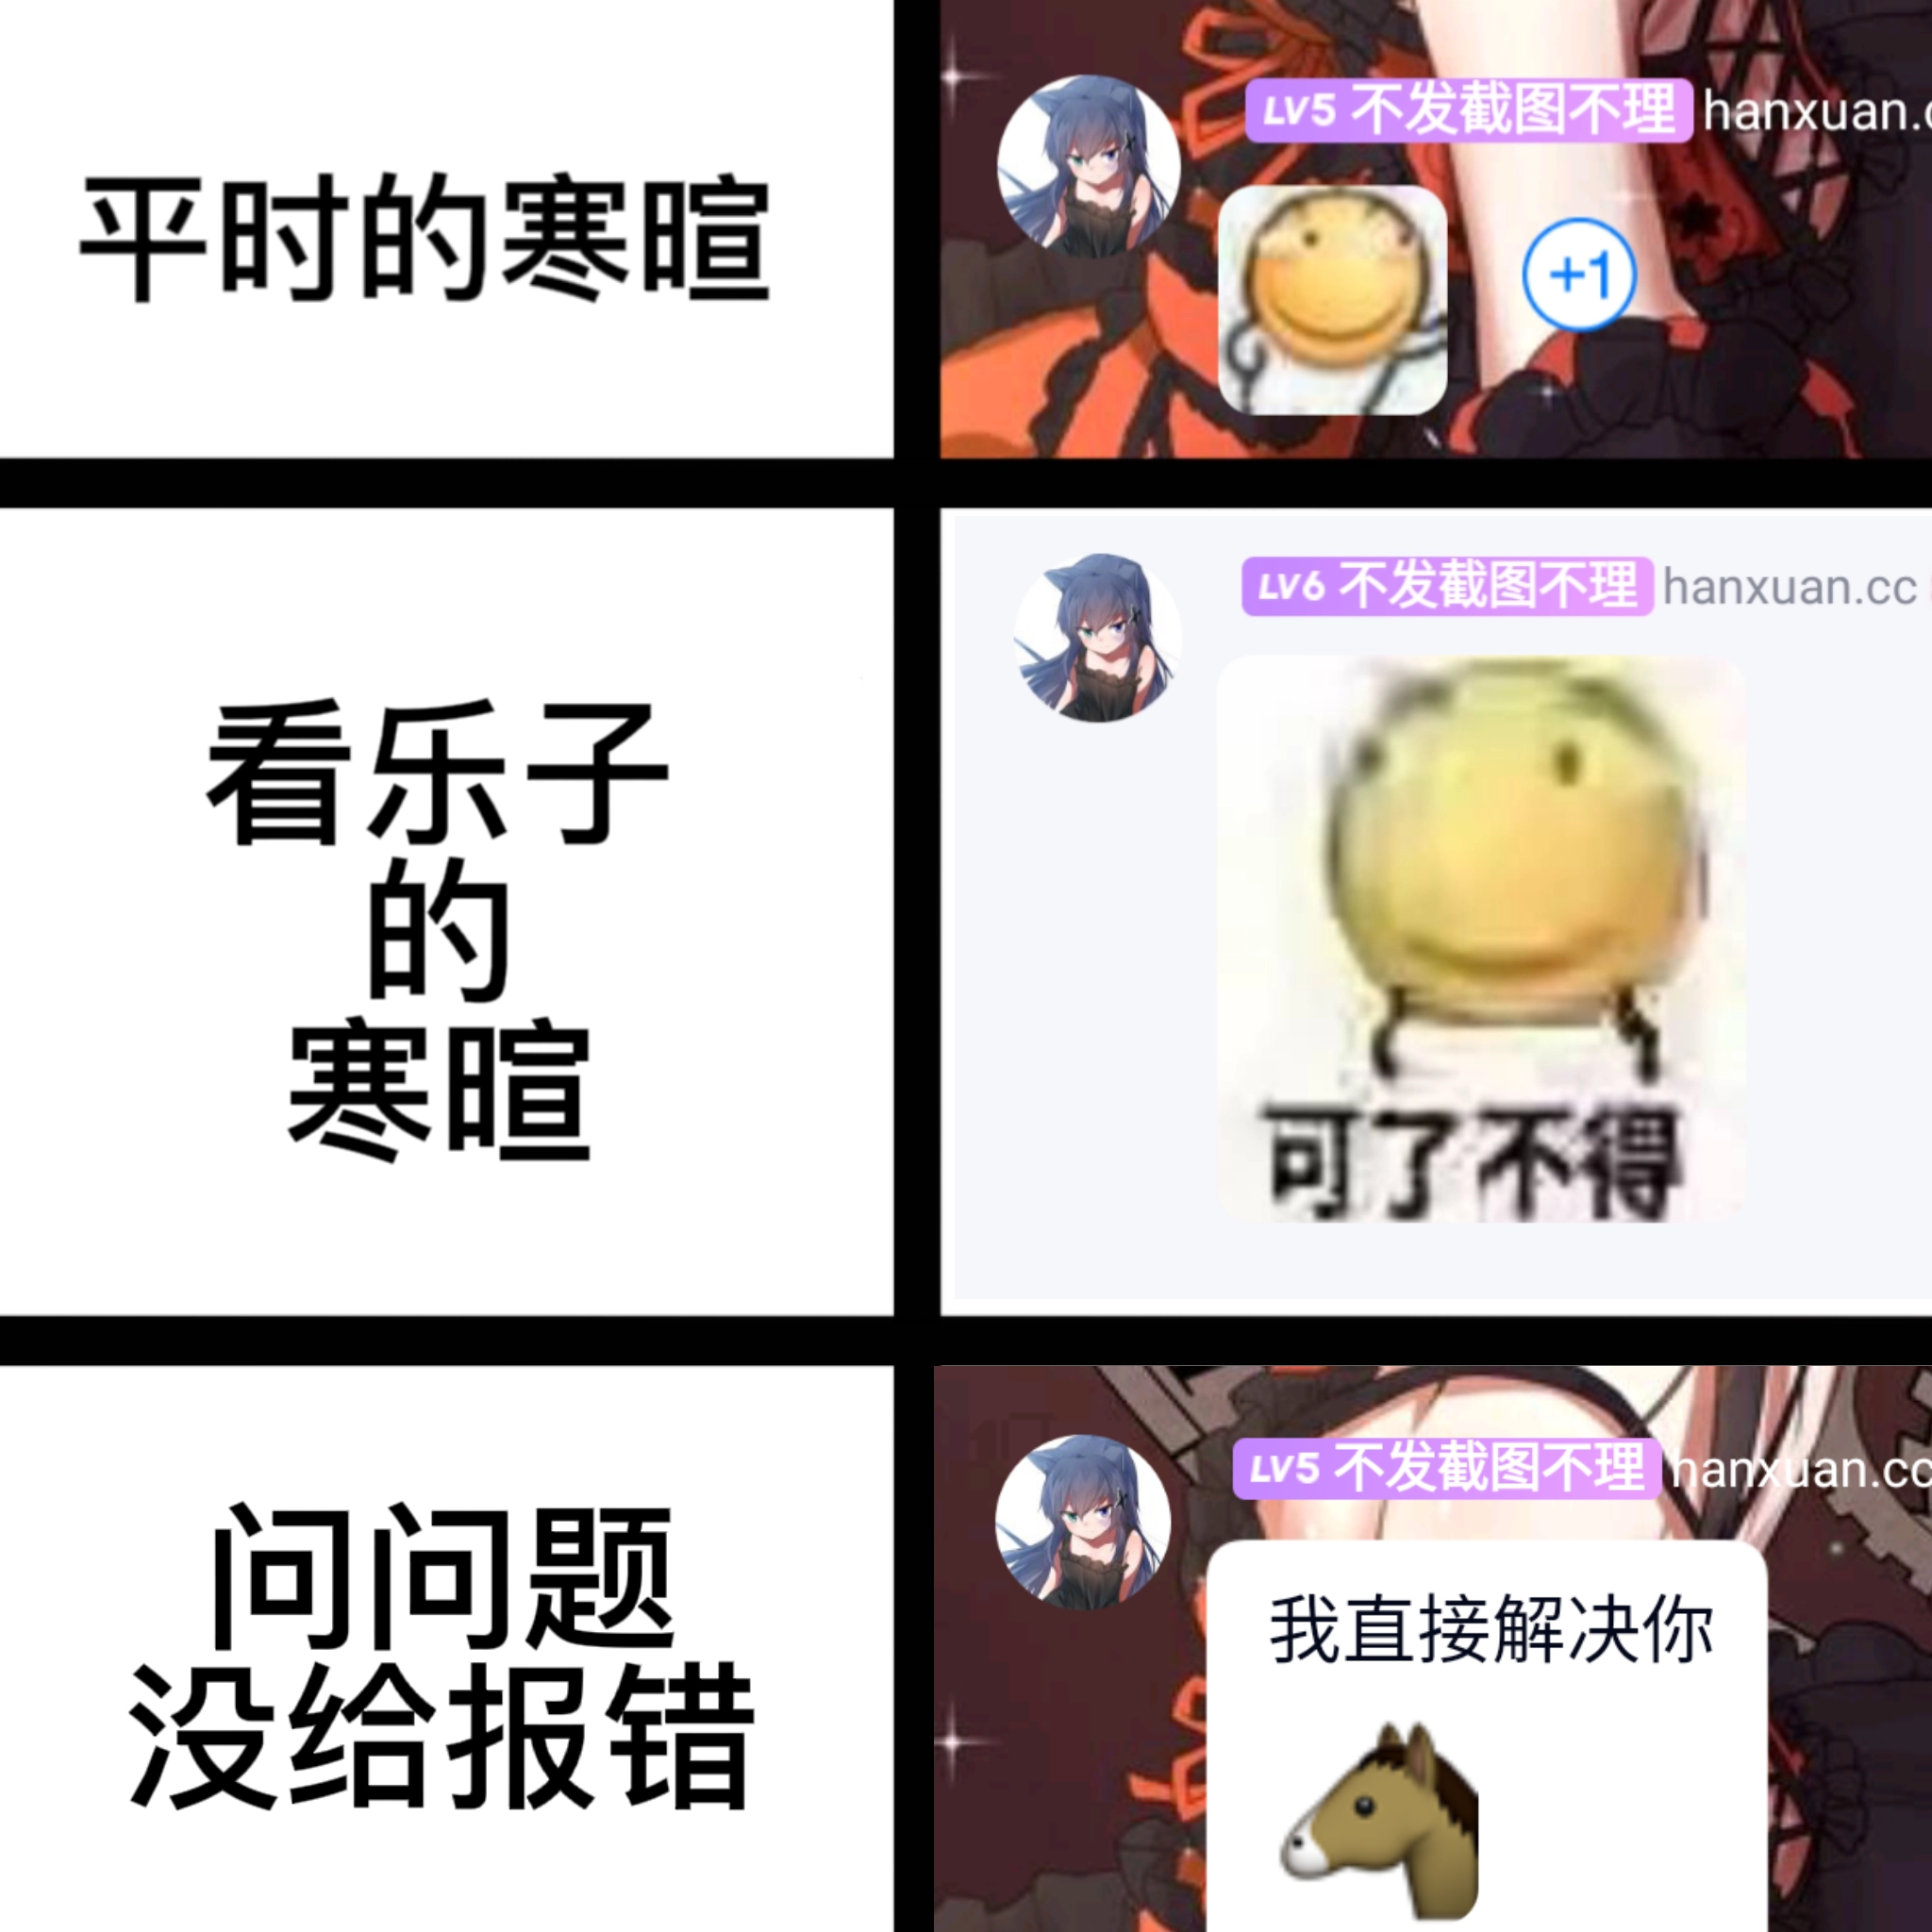 平时的寒暄
LV5 不发截图不理 hanxuan.c
+1
看乐子
的
寒暄
LV6 不发截图不理 hanxuan.cc
可了不得
问问题
没给报错
LV5 不发截图不理 hanxuan.cc
我直接解决你